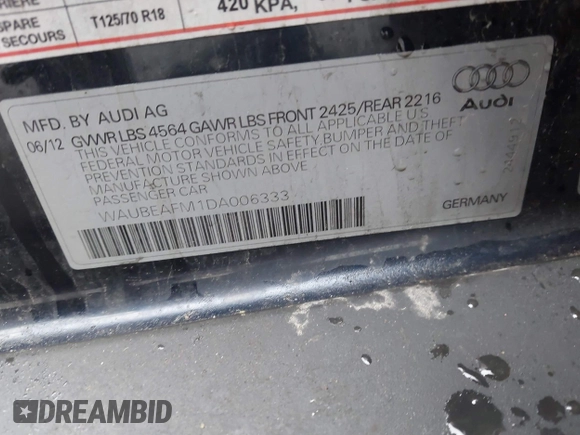 SPARE
SECOURS
T125/70 R18
420 KPA,
MFD. BY AUDI AG
06/12 GVWR LBS 4564 GAWR LBS FRONT 2425/REAR 2216
THIS VEHICLE CONFORMS TO ALL APPLICABLE U S
FEDERAL MOTOR VEHICLE SAFETY BUMPER AND THEFT
PREVENTION STANDARDS IN EFFECT ON THE DATE OF
MANUFACTURE SHOWN ABOVE
PASSENGER CAR
WAUBEAFM1DA006333
Audi
GERMANY
DREAMBID